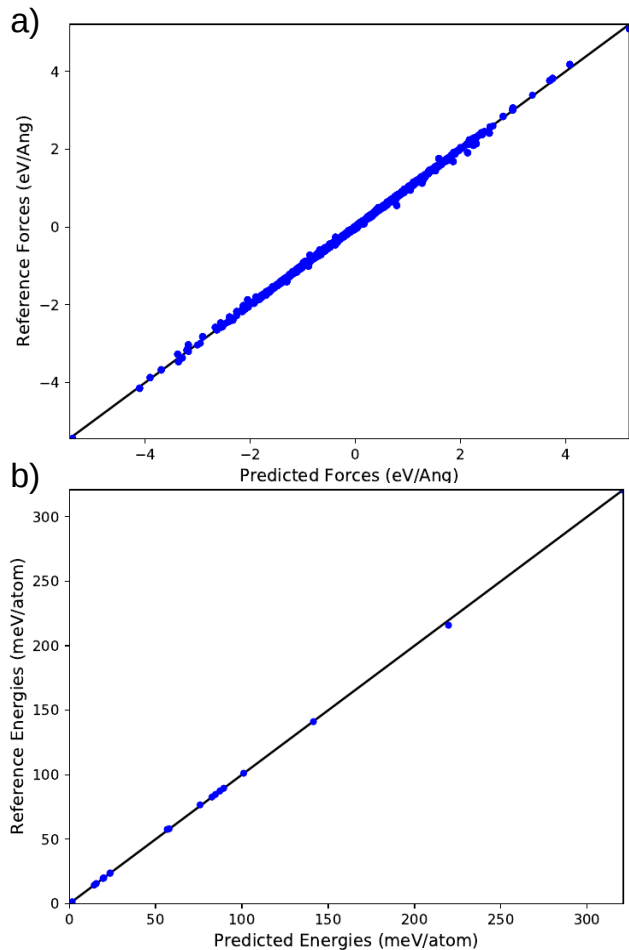 a)
4
2
0
−2
−4
Reference Forces (eV/Ang)
−4 −2 0 2 4
Predicted Forces (eV/Ang)
b)
300
250
200
150
100
50
0
Reference Energies (meV/atom)
0 50 100 150 200 250 300
Predicted Energies (meV/atom)